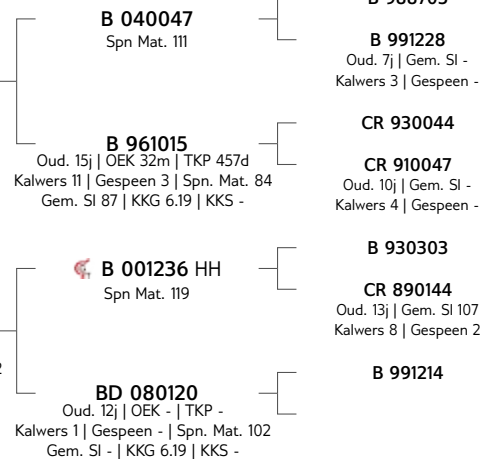 B 040047
Spn Mat. 111
B 991228
Oud. 7j | Gem. SI -
Kalwers 3 | Gespeen -
B 961015
Oud. 15j | OEK 32m | TKP 457d
Kalwers 11 | Gespeen 3 | Spn. Mat. 84
Gem. SI 87 | KKG 6.19 | KKS -
CR 930044
CR 910047
Oud. 10j | Gem. SI -
Kalwers 4 | Gespeen -
B 001236 HH
Spn Mat. 119
B 930303
CR 890144
Oud. 13j | Gem. SI 107
Kalwers 8 | Gespeen 2
BD 080120
Oud. 12j | OEK - | TKP -
Kalwers 1 | Gespeen - | Spn. Mat. 102
Gem. SI - | KKG 6.19 | KKS -
B 991214